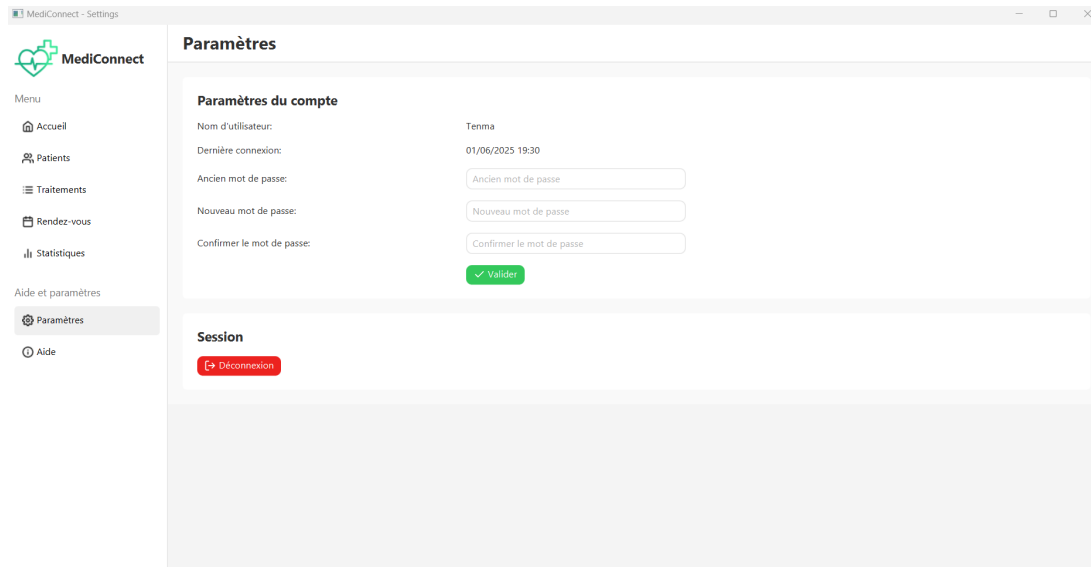 MediConnect - Settings
MediConnect
Menu
Accueil
Patients
Traitements
Rendez-vous
Statistiques
Aide et paramètres
Paramètres
Aide
Paramètres
Paramètres du compte
Nom d'utilisateur: Tenma
Dernière connexion: 01/06/2025 19:30
Ancien mot de passe: Ancien mot de passe
Nouveau mot de passe: Nouveau mot de passe
Confirmer le mot de passe: Confirmer le mot de passe
Valider
Session
Déconnexion